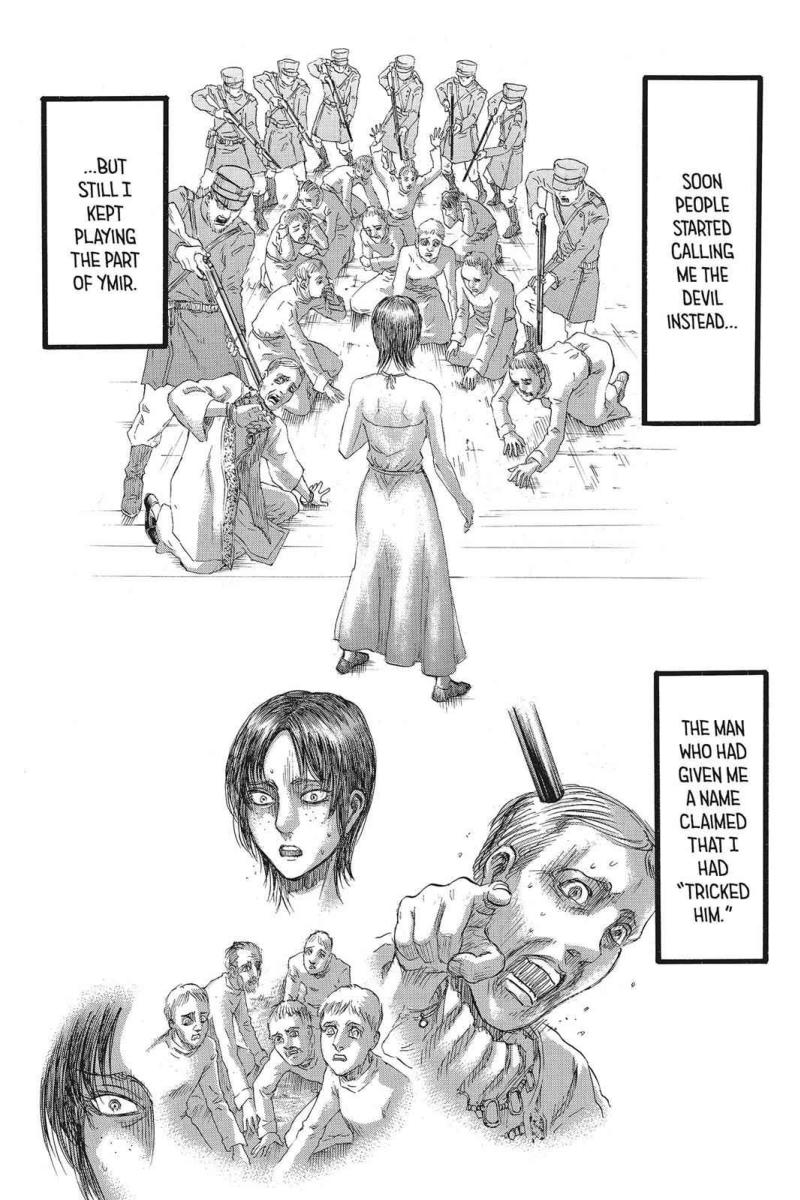 SOON
PEOPLE
STARTED
CALLING
ME THE
DEVIL
INSTEAD...
...BUT
STILL I
KEPT
PLAYING
THE PART
OF YMIR.
THE MAN
WHO HAD
GIVEN ME
A NAME
CLAIMED
THAT I
HAD
"TRICKED
HIM."